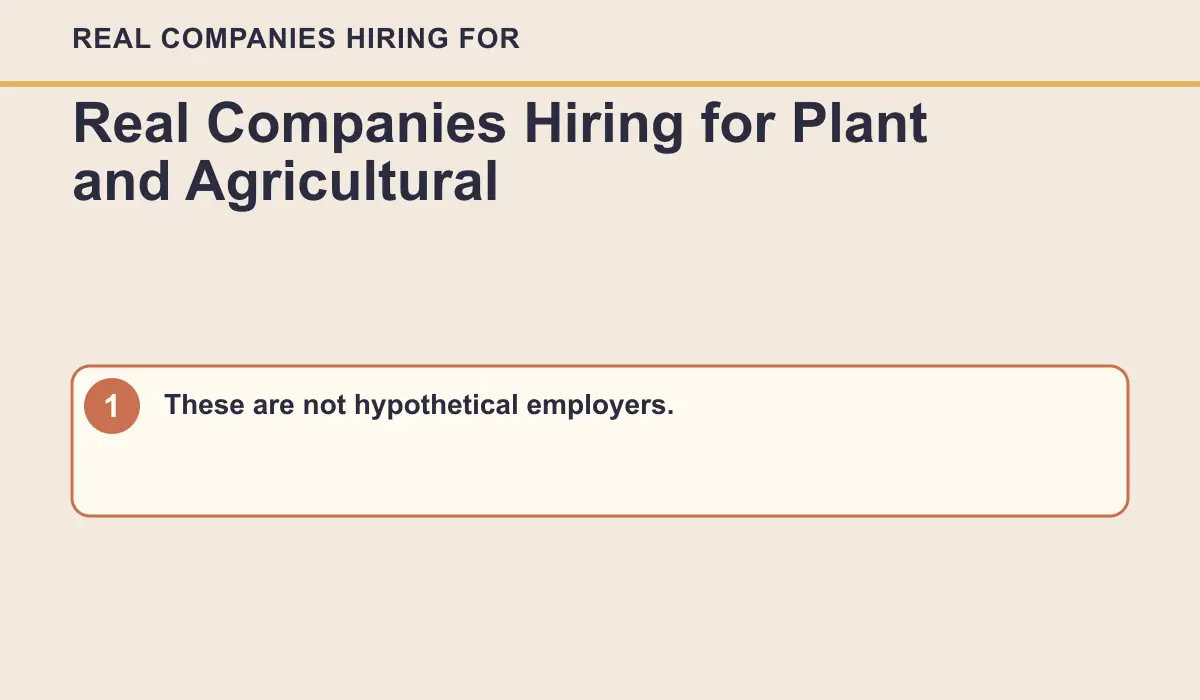 REAL COMPANIES HIRING FOR
Real Companies Hiring for Plant
and Agricultural
1
These are not hypothetical employers.